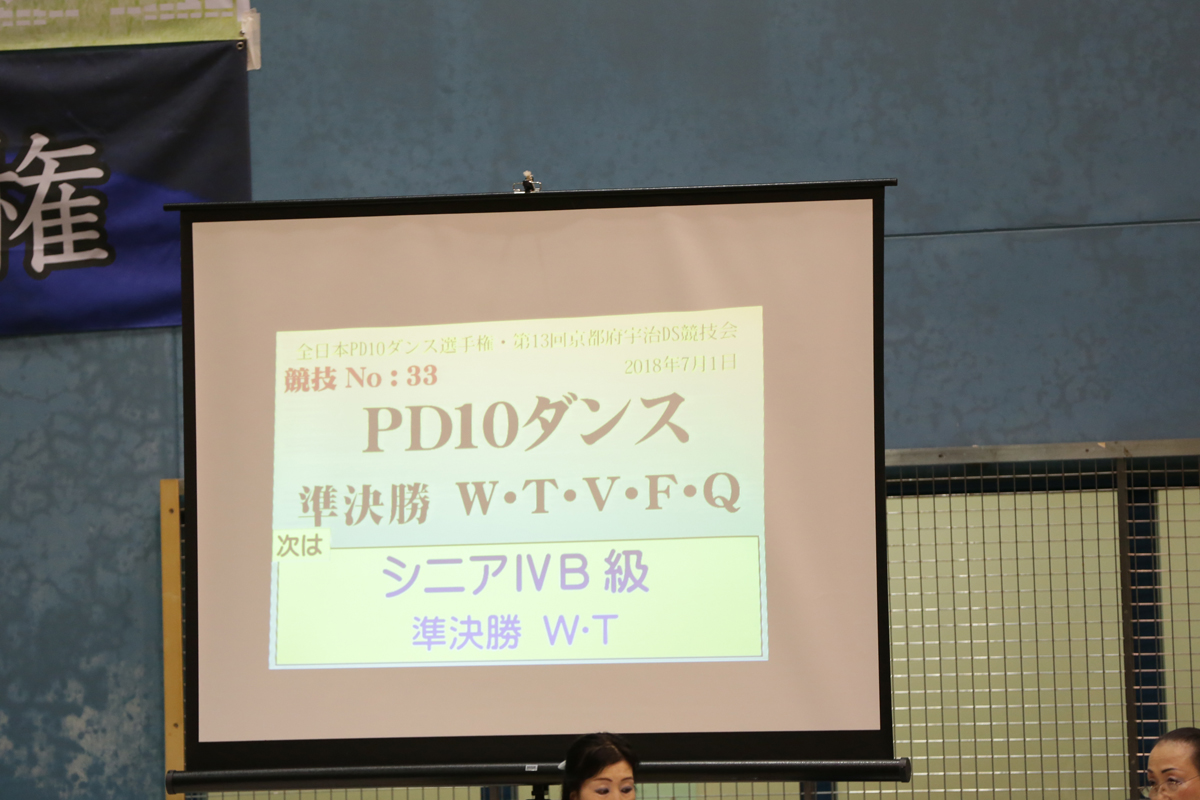 権
全日本PD10ダンス選手権・第13回京都府宇治DS競技会
2018年7月1日
競技 No : 33
PD10ダンス
準決勝 W・T・V・F・Q
次は
シニアⅣB級
準決勝 W・T